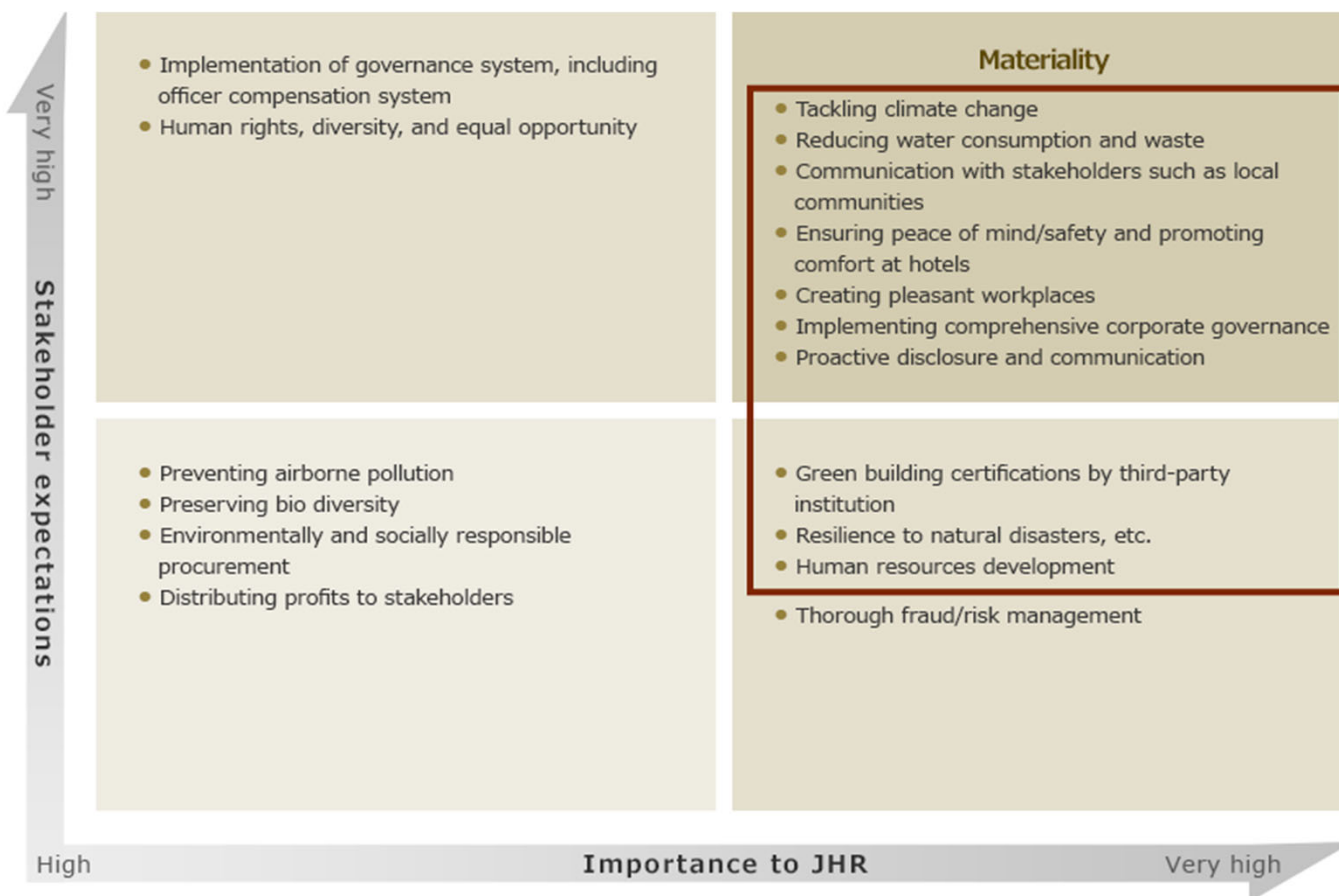 Very high
Stakeholder expectations
• Implementation of governance system, including
officer compensation system
• Human rights, diversity, and equal opportunity
Materiality
• Tackling climate change
• Reducing water consumption and waste
• Communication with stakeholders such as local
communities
• Ensuring peace of mind/safety and promoting
comfort at hotels
• Creating pleasant workplaces
• Implementing comprehensive corporate governance
• Proactive disclosure and communication
• Preventing airborne pollution
• Preserving bio diversity
• Environmentally and socially responsible
procurement
• Distributing profits to stakeholders
• Green building certifications by third-party
institution
• Resilience to natural disasters, etc.
• Human resources development
• Thorough fraud/risk management
High
Importance to JHR
Very high